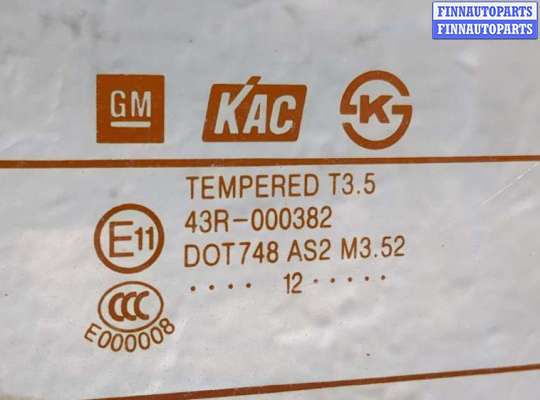 FINNAUTOPARTS
FINNAUTOPARTS
GM KAC K
TEMPERED T3.5
43R-000382
E11
DOT748 AS2 M3.52
.... 12 .....
CCC
E000008